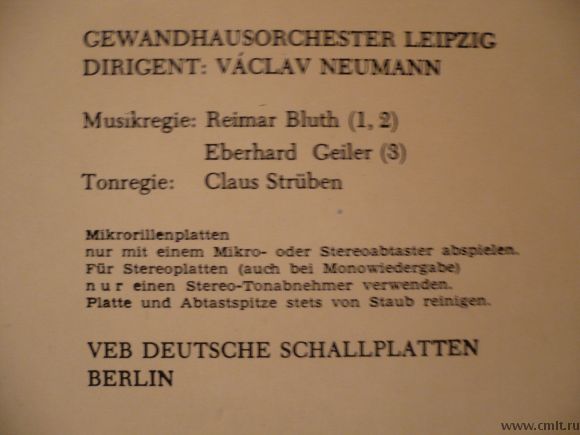 GEWANDHAUSORCHESTER LEIPZIG
DIRIGENT: VÁCLAV NEUMANN
Musikregie: Reimar Bluth (1, 2)
Eberhard Geiler (3)
Tonregie: Claus Strüben
Mikrorillenplatten
nur mit einem Mikro- oder Stereoabtaster abspielen.
Für Stereoplatten (auch bei Monowiedergabe)
n u r einen Stereo-Tonabnehmer verwenden.
Platte und Abtastspitze stets von Staub reinigen.
VEB DEUTSCHE SCHALLPLATTEN
BERLIN
www.cmlt.ru